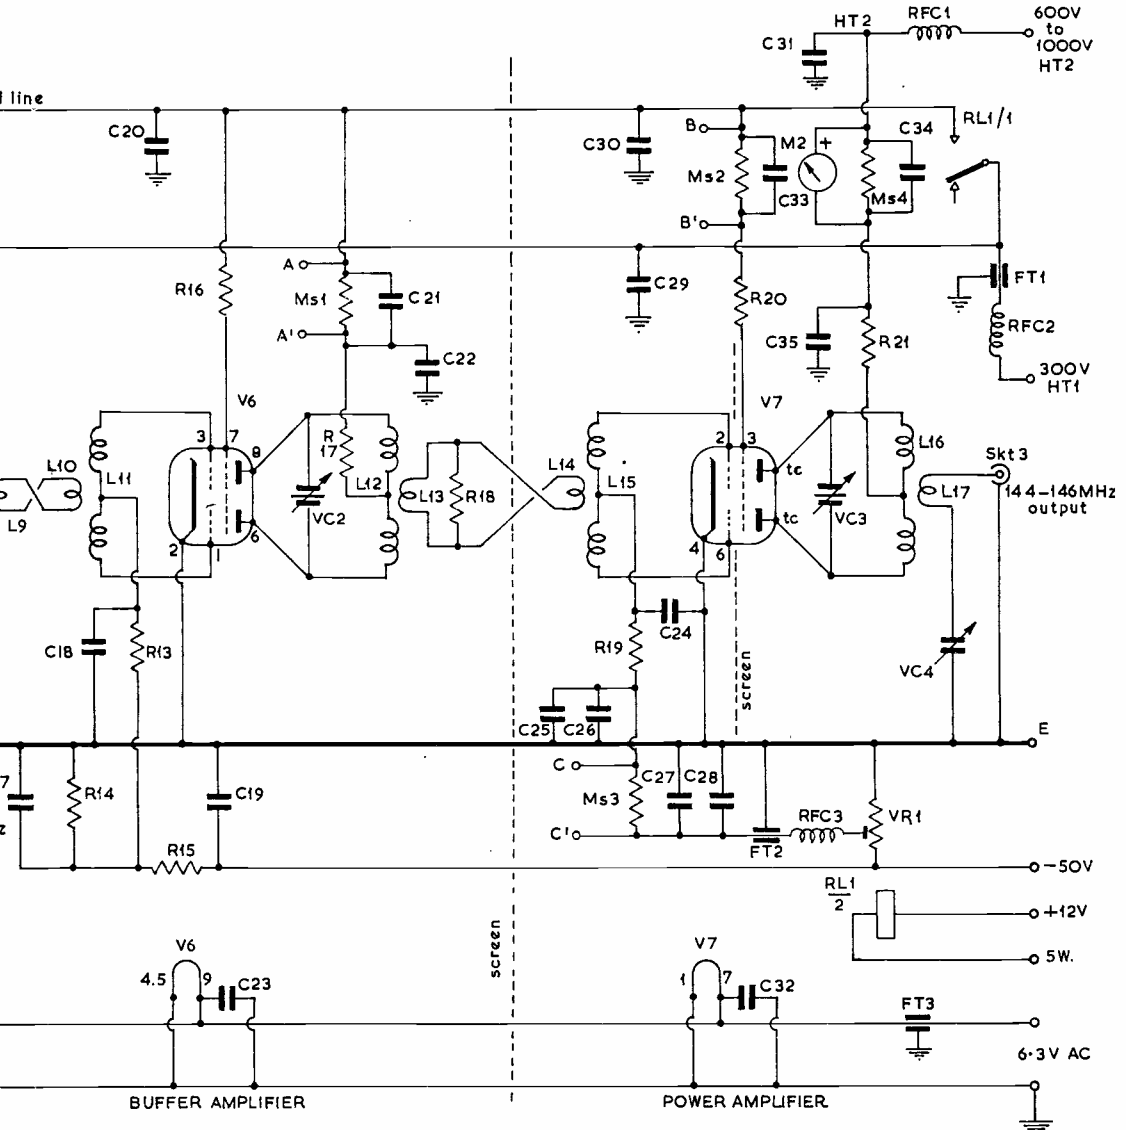 HT2
RFC1
600V
to
1000V
HT2
C31
line
C20
C30
B
Ms2
C33
M2
+
C34
Ms4
RL1/1
B'
R16
A
Ms1
C21
A'
C22
C29
R20
C35
R21
FT1
RFC2
300V
HT1
V6
3
7
8
R
17
V7
2
3
tc
L16
Skt 3
L10
L11
L9
VC2
L12
L13
R18
L14
L15
tc
VC3
L17
144-146MHz
output
2
1
6
4
6
C18
R13
R19
C24
screen
VC4
C25
C26
E
7
R14
C19
C
Ms3
C27
C28
C'
RFC3
VR1
FT2
R15
-50V
RL1
2
+12V
5W.
screen
V6
4.5
9
C23
V7
1
7
C32
FT3
6·3V AC
BUFFER AMPLIFIER
POWER AMPLIFIER